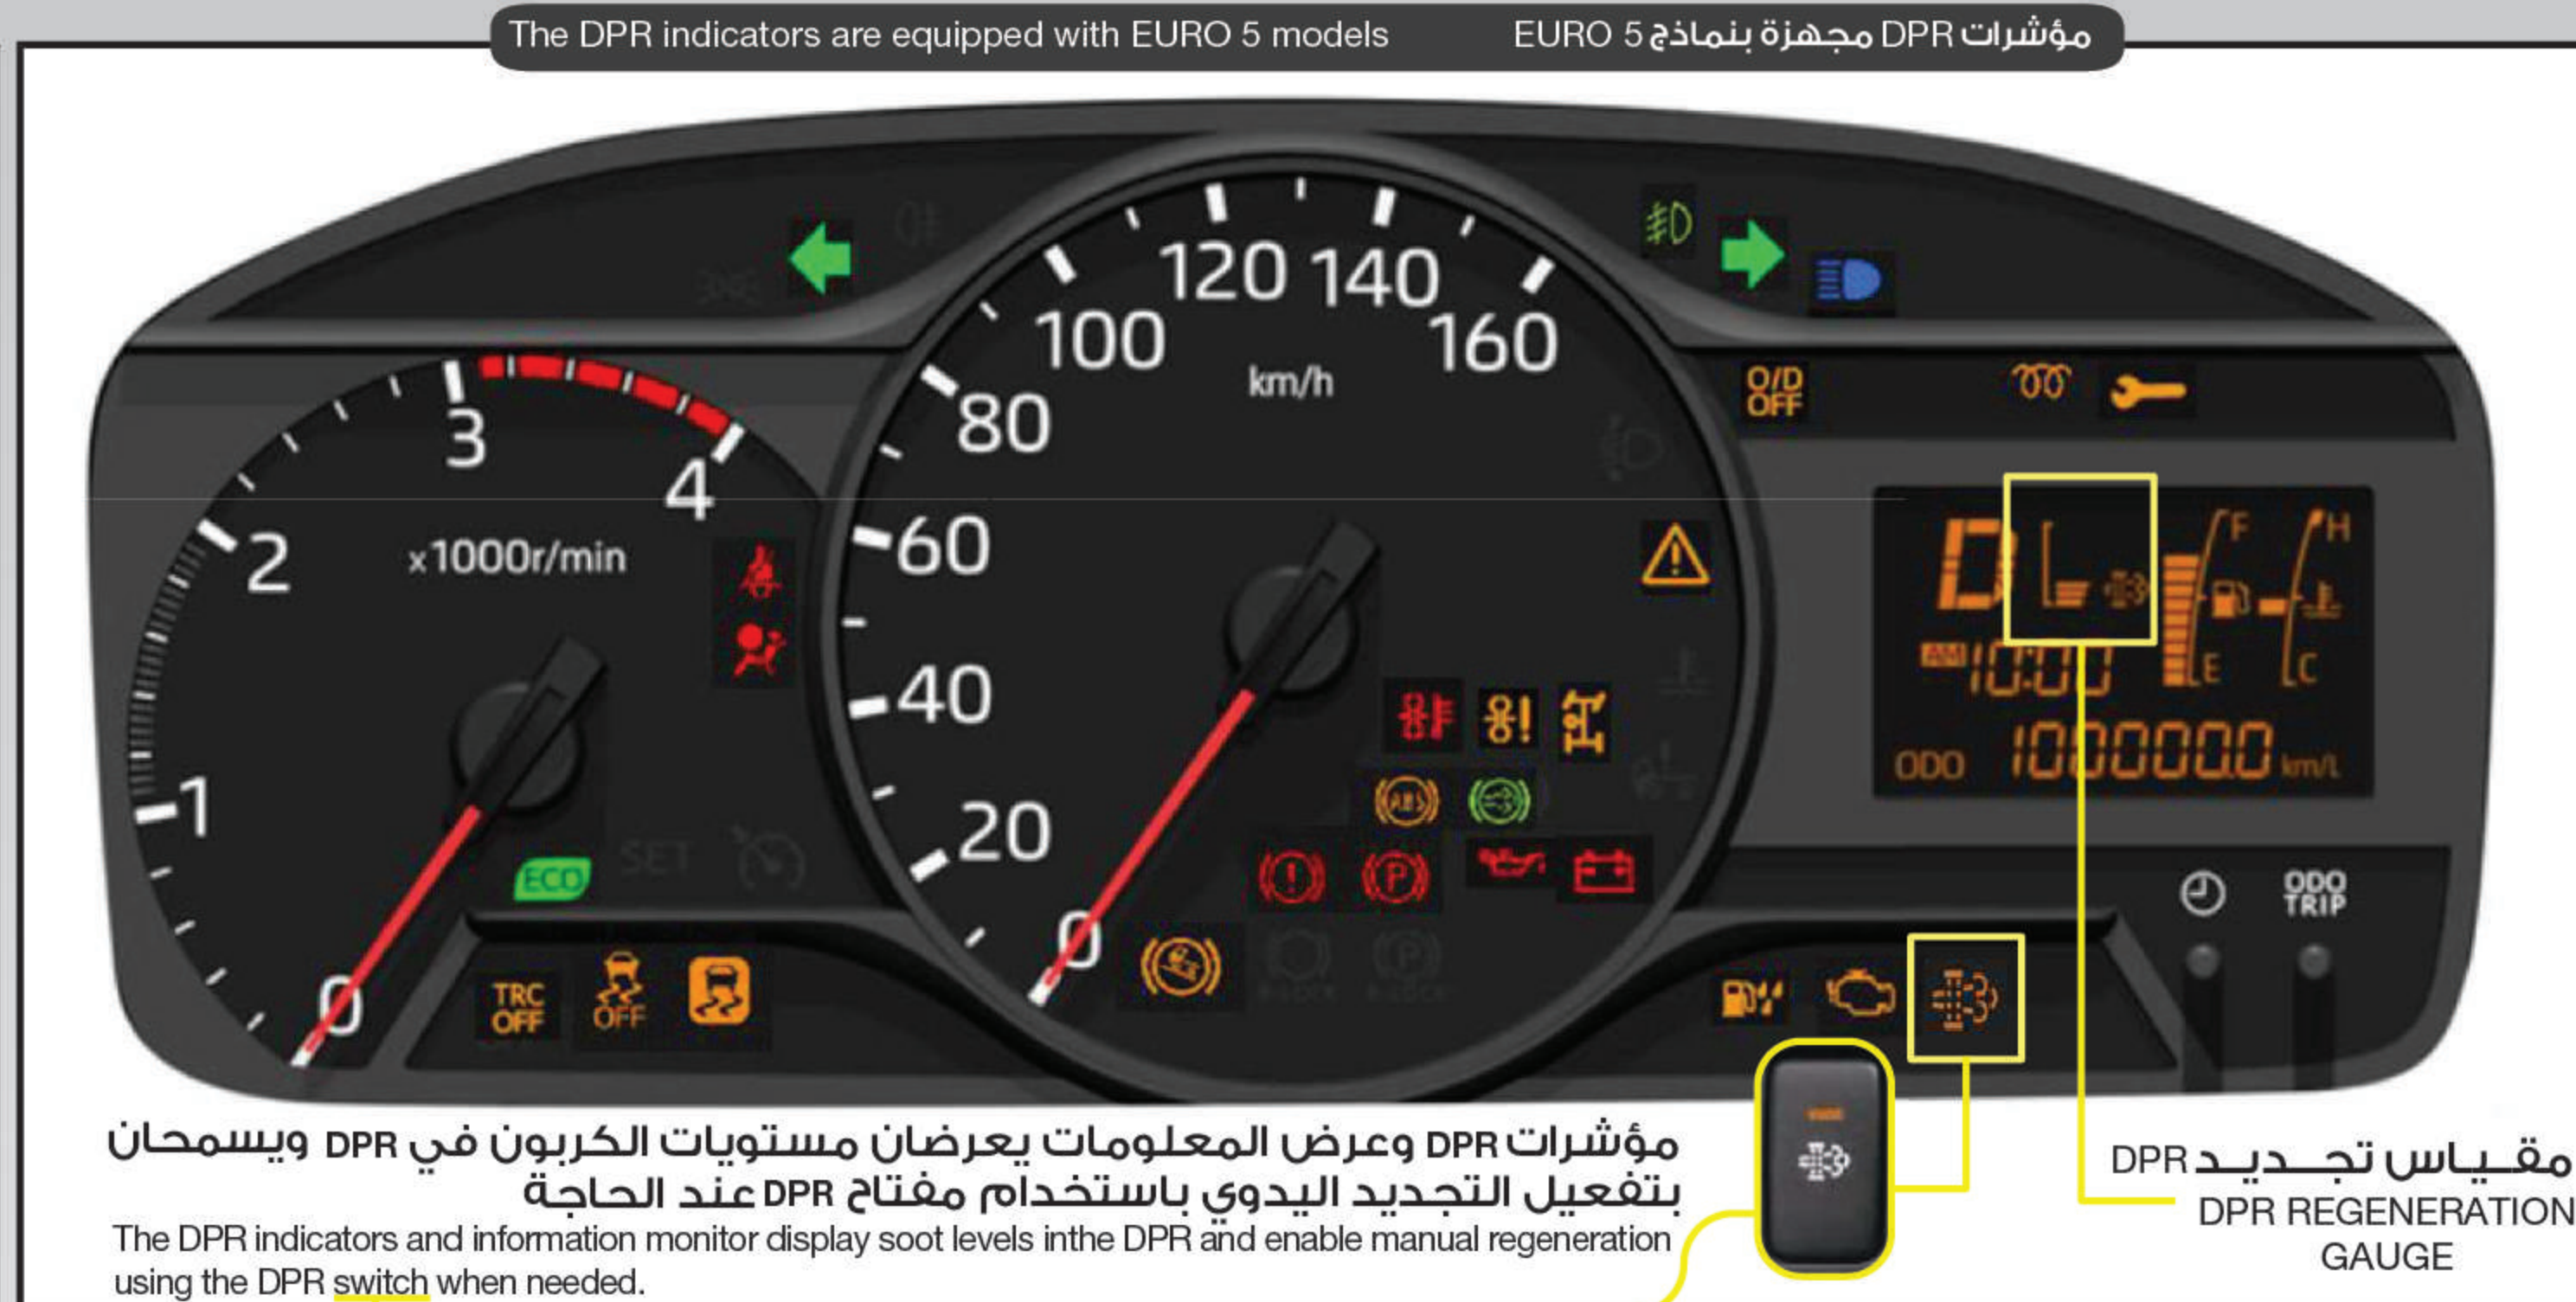 The DPR indicators are equipped with EURO 5 models
مؤشرات DPR مجهزة بنماذج EURO 5
120 140
100 160
km/h
80
60
40
20
0
3
4
2
x1000r/min
1
0
O/D
OFF
D
F
H
AM 10:00
E
C
ODO 100000.0 km/L
ABS
P
ECO
SET
TRC
OFF
OFF
P
ODO
TRIP
مؤشرات DPR وعرض المعلومات يعرضان مستويات الكربون في DPR ويسمحان
بتفعيل التجديد اليدوي باستخدام مفتاح DPR عند الحاجة
The DPR indicators and information monitor display soot levels inthe DPR and enable manual regeneration
using the DPR switch when needed.
مقياس تجديد DPR
DPR REGENERATION
GAUGE